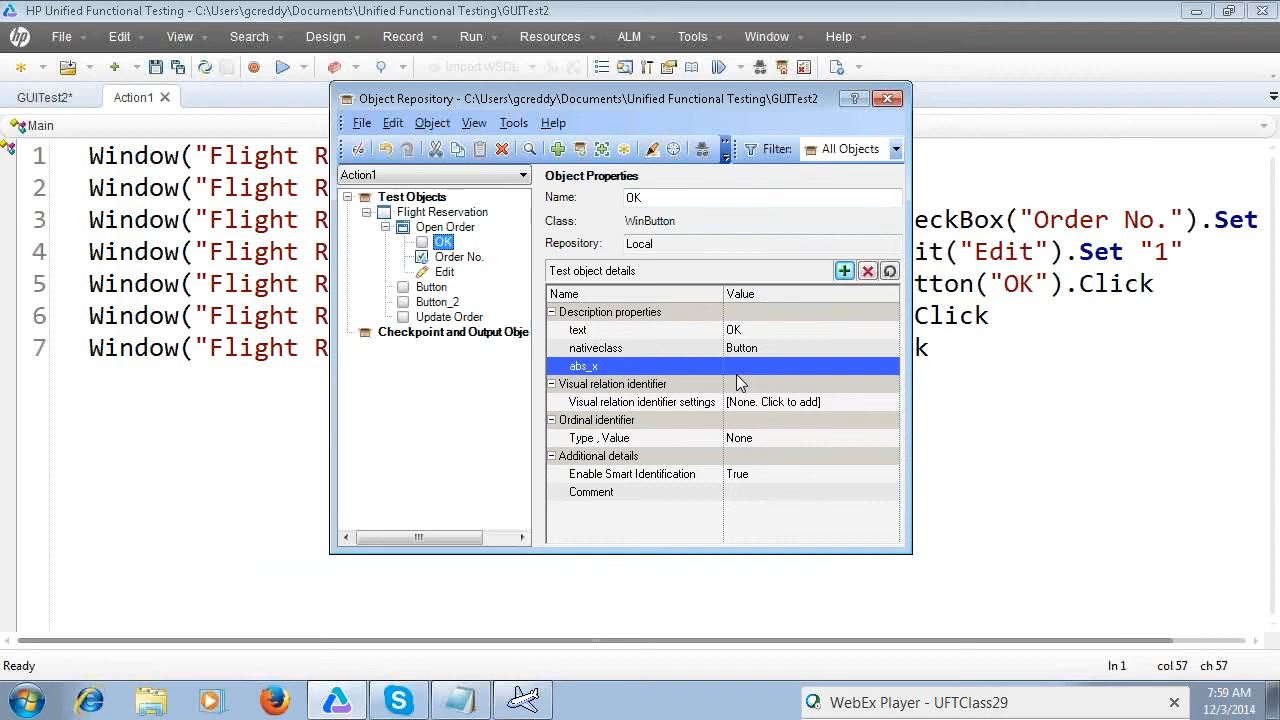 HP Unified Functional Testing - C:\Users\gcreddy\Documents\Unified Functional Testing\GUITest2
hp File Edit View Search Design Record Run Resources ALM Tools Window Help
Import WSDL
GUITest2* Action1
Main
1 Window("Flight R
2 Window("Flight R
3 Window("Flight R eckBox("Order No.").Set
4 Window("Flight R it("Edit").Set "1"
5 Window("Flight R tton("OK").Click
6 Window("Flight R Click
7 Window("Flight R k
Object Repository - C:\Users\gcreddy\Documents\Unified Functional Testing\GUITest2
File Edit View Object Tools Help
Filter: All Objects
Action1
Test Objects
Flight Reservation
Open Order
OK
Order No.
Edit
Button
Button_2
Update Order
Checkpoint and Output Obje
Object Properties
Name: OK
Class: WinButton
Repository: Local
Test object details
Name Value
Description properties
text OK
nativeclass Button
abs_x
Visual relation identifier
Visual relation identifier settings [None. Click to add]
Ordinal identifier
Type , Value None
Additional details
Enable Smart Identification True
Comment
Ready ln 1 col 57 ch 57
WebEx Player - UFTClass29
7:59 AM
12/3/2014